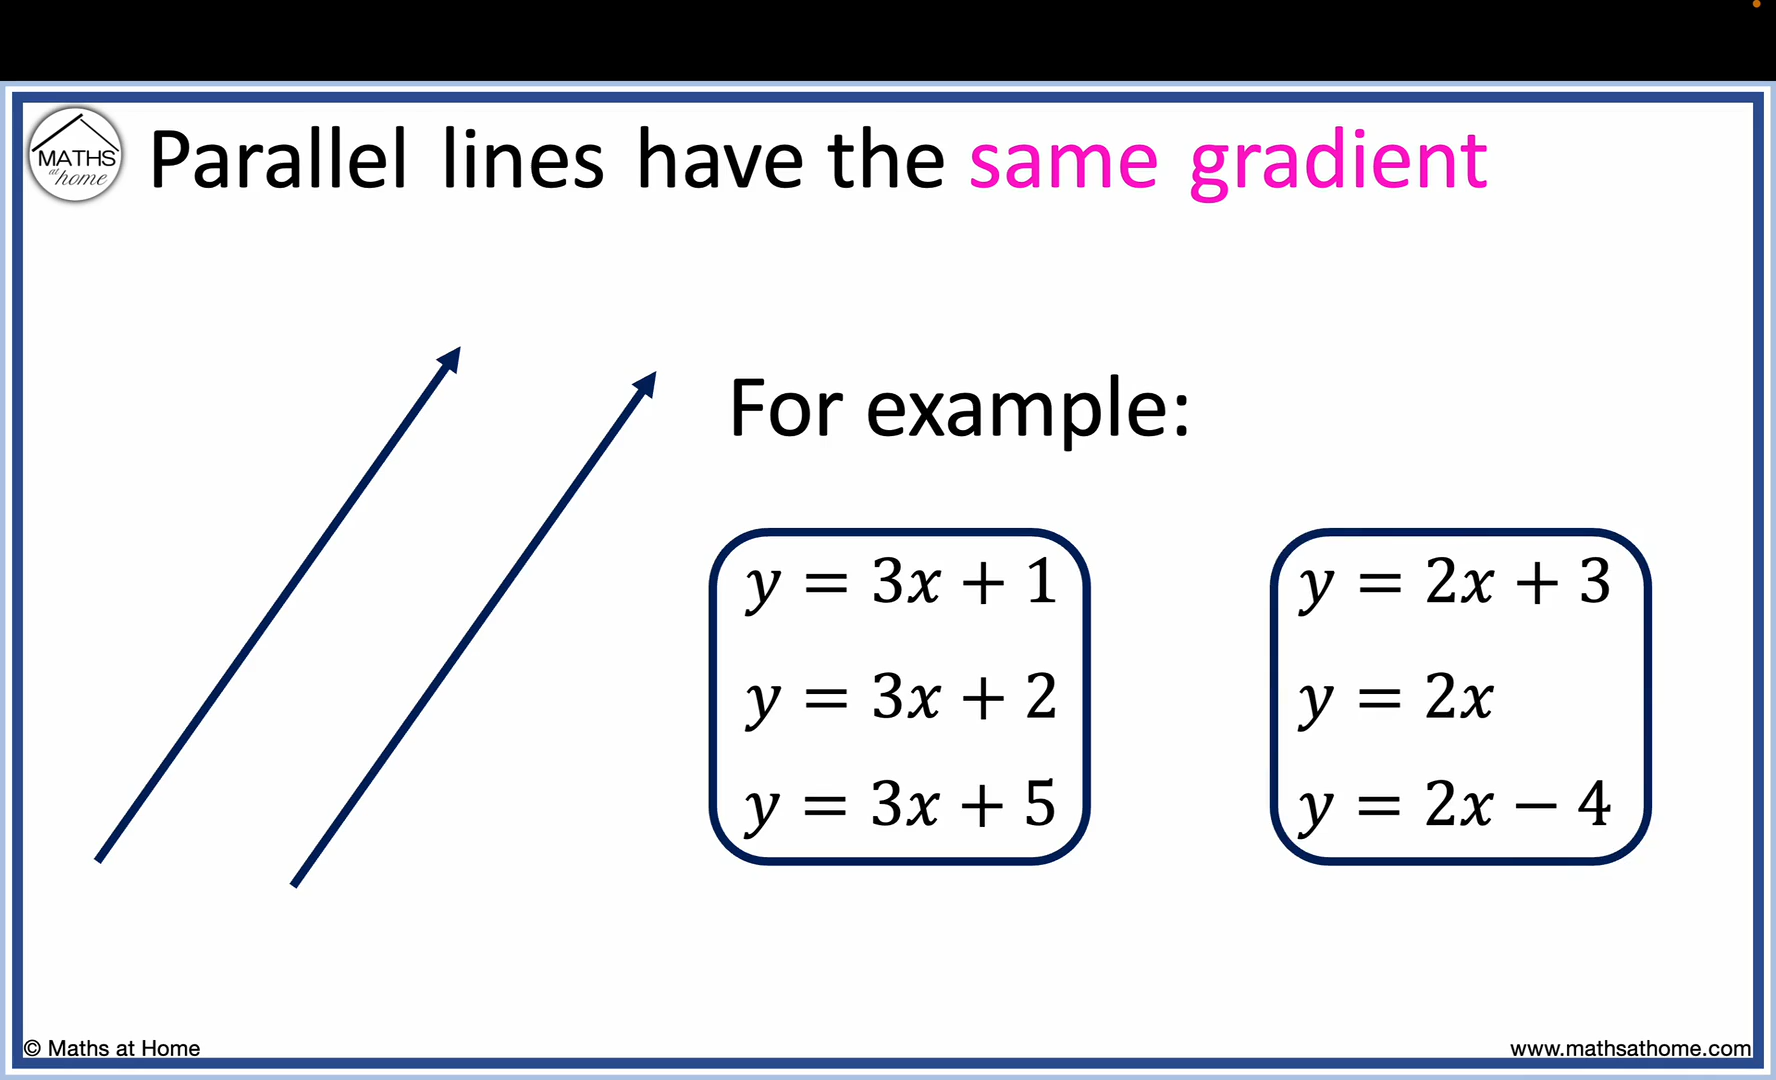 MATHS
at
home
Parallel lines have the same gradient
For example:
y = 3x + 1
y = 3x + 2
y = 3x + 5
y = 2x + 3
y = 2x
y = 2x − 4
© Maths at Home
www.mathsathome.com